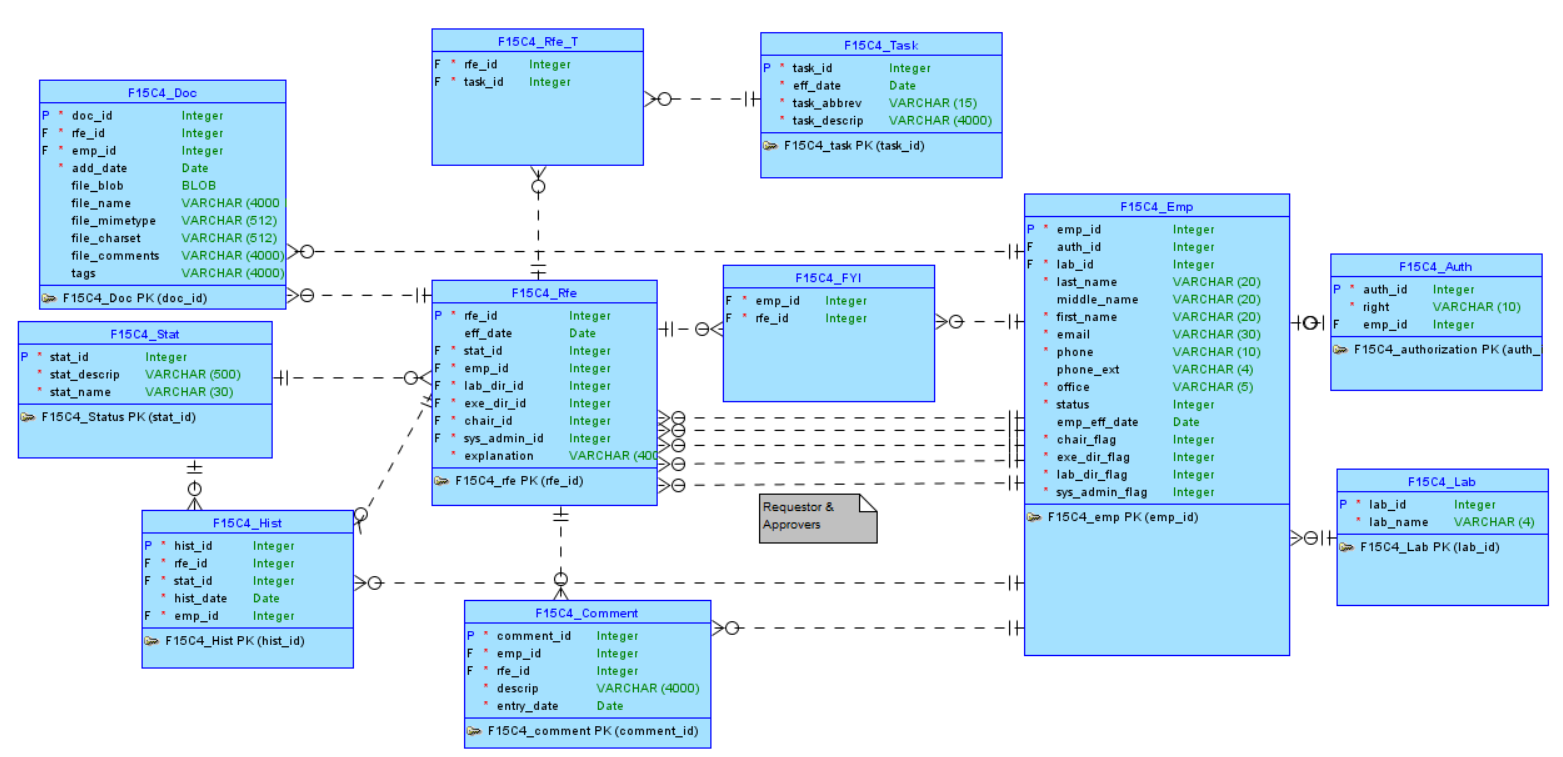 F15C4_Rfe_T
F * rfe_id Integer
F * task_id Integer
F15C4_Task
P * task_id Integer
* eff_date Date
* task_abbrev VARCHAR (15)
* task_descrip VARCHAR (4000)
F15C4_task PK (task_id)
F15C4_Doc
P * doc_id Integer
F * rfe_id Integer
F * emp_id Integer
* add_date Date
file_blob BLOB
file_name VARCHAR (4000
file_mimetype VARCHAR (512)
file_charset VARCHAR (512)
file_comments VARCHAR (4000)
tags VARCHAR (4000)
F15C4_Doc PK (doc_id)
F15C4_Emp
P * emp_id Integer
F auth_id Integer
F * lab_id Integer
* last_name VARCHAR (20)
middle_name VARCHAR (20)
* first_name VARCHAR (20)
* email VARCHAR (30)
* phone VARCHAR (10)
phone_ext VARCHAR (4)
* office VARCHAR (5)
* status Integer
emp_eff_date Date
* chair_flag Integer
* exe_dir_flag Integer
* lab_dir_flag Integer
* sys_admin_flag Integer
F15C4_emp PK (emp_id)
F15C4_Auth
P * auth_id Integer
* right VARCHAR (10)
F emp_id Integer
F15C4_authorization PK (auth_
F15C4_FYI
F * emp_id Integer
F * rfe_id Integer
F15C4_Rfe
P * rfe_id Integer
eff_date Date
F * stat_id Integer
F * emp_id Integer
F * lab_dir_id Integer
F * exe_dir_id Integer
F * chair_id Integer
F * sys_admin_id Integer
* explanation VARCHAR (400
F15C4_rfe PK (rfe_id)
F15C4_Stat
P * stat_id Integer
* stat_descrip VARCHAR (500)
* stat_name VARCHAR (30)
F15C4_Status PK (stat_id)
Requestor &
Approvers
F15C4_Lab
P * lab_id Integer
* lab_name VARCHAR (4)
F15C4_Lab PK (lab_id)
F15C4_Hist
P * hist_id Integer
F * rfe_id Integer
F * stat_id Integer
* hist_date Date
F * emp_id Integer
F15C4_Hist PK (hist_id)
F15C4_Comment
P * comment_id Integer
F * emp_id Integer
F * rfe_id Integer
* descrip VARCHAR (4000)
* entry_date Date
F15C4_comment PK (comment_id)